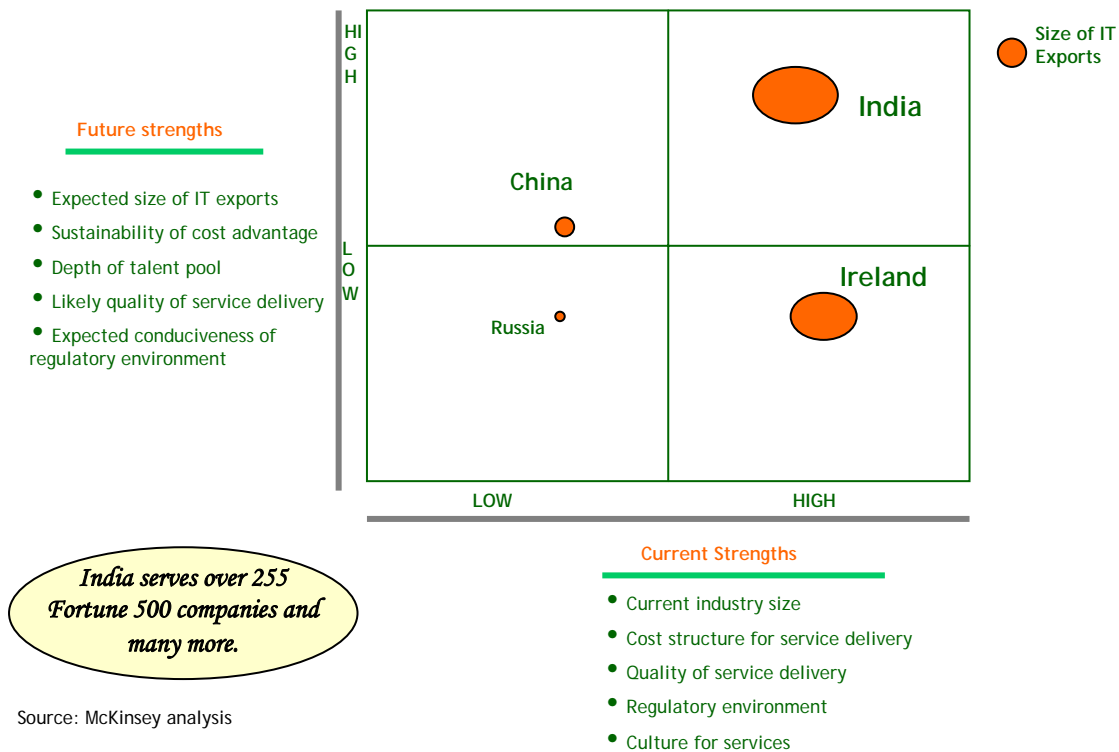 HI
G
H
Size of IT
Exports
India
Future strengths
China
• Expected size of IT exports
• Sustainability of cost advantage
• Depth of talent pool
• Likely quality of service delivery
• Expected conduciveness of
regulatory environment
L
O
W
Ireland
Russia
LOW
HIGH
Current Strengths
India serves over 255
Fortune 500 companies and
many more.
• Current industry size
• Cost structure for service delivery
• Quality of service delivery
• Regulatory environment
• Culture for services
Source: McKinsey analysis